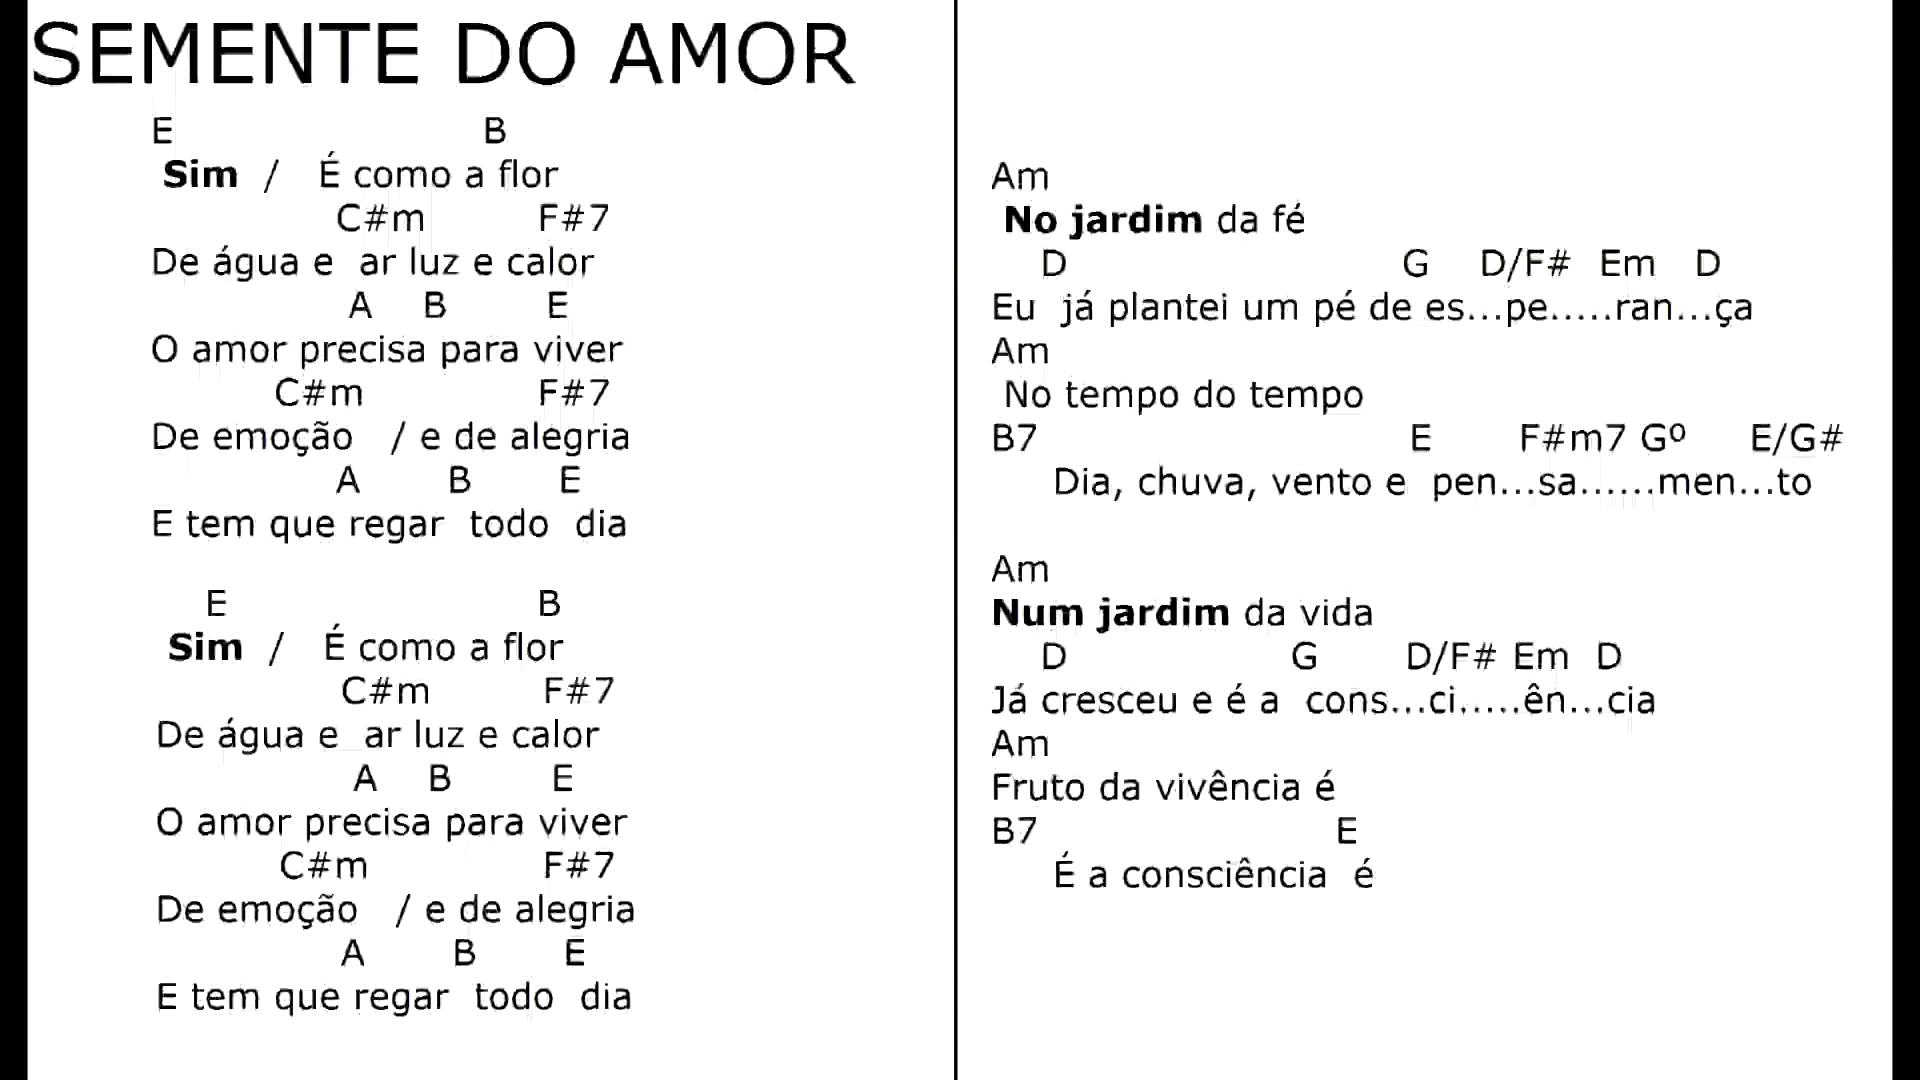 SEMENTE DO AMOR
E B
Sim / É como a flor
C#m F#7
De água e ar luz e calor
A B E
O amor precisa para viver
C#m F#7
De emoção / e de alegria
A B E
E tem que regar todo dia
E B
Sim / É como a flor
C#m F#7
De água e ar luz e calor
A B E
O amor precisa para viver
C#m F#7
De emoção / e de alegria
A B E
E tem que regar todo dia
Am
No jardim da fé
D G D/F# Em D
Eu já plantei um pé de es...pe.....ran...ça
Am
No tempo do tempo
B7 E F#m7 Gº E/G#
Dia, chuva, vento e pen...sa......men...to
Am
Num jardim da vida
D G D/F# Em D
Já cresceu e é a cons...ci.....ên...cia
Am
Fruto da vivência é
B7 E
É a consciência é